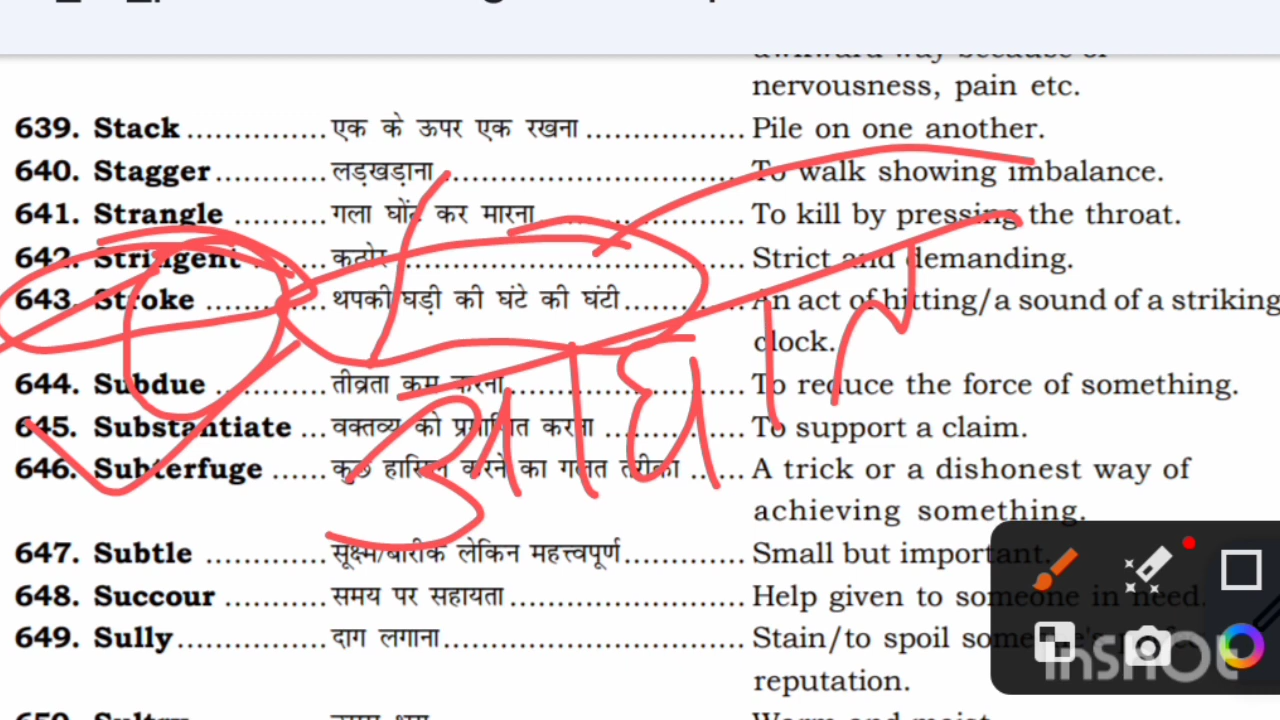 nervousness, pain etc.
639. Stack .............. एक के ऊपर एक रखना ................. Pile on one another.
640. Stagger ........... लड़खड़ाना ............................... To walk showing imbalance.
641. Strangle .......... गला घोंट कर मारना ...................... To kill by pressing the throat.
642. Stringent ....... कठोर ................................... Strict and demanding.
643. Stroke ............ थपकी घड़ी की घंटे की घंटी ............. An act of hitting/a sound of a striking
clock.
644. Subdue ........... तीव्रता कम करना ......................... To reduce the force of something.
645. Substantiate ... वक्तव्य को प्रमाणित करना ............... To support a claim.
646. Subterfuge ...... कुछ हासिल करने का गलत तरीका ...... A trick or a dishonest way of
achieving something.
647. Subtle ............ सूक्ष्म/बारीक लेकिन महत्त्वपूर्ण ............. Small but important.
648. Succour .......... समय पर सहायता ......................... Help given to someone in need.
649. Sully ............... दाग लगाना ............................... Stain/to spoil
reputation.
आघात
InSHOt